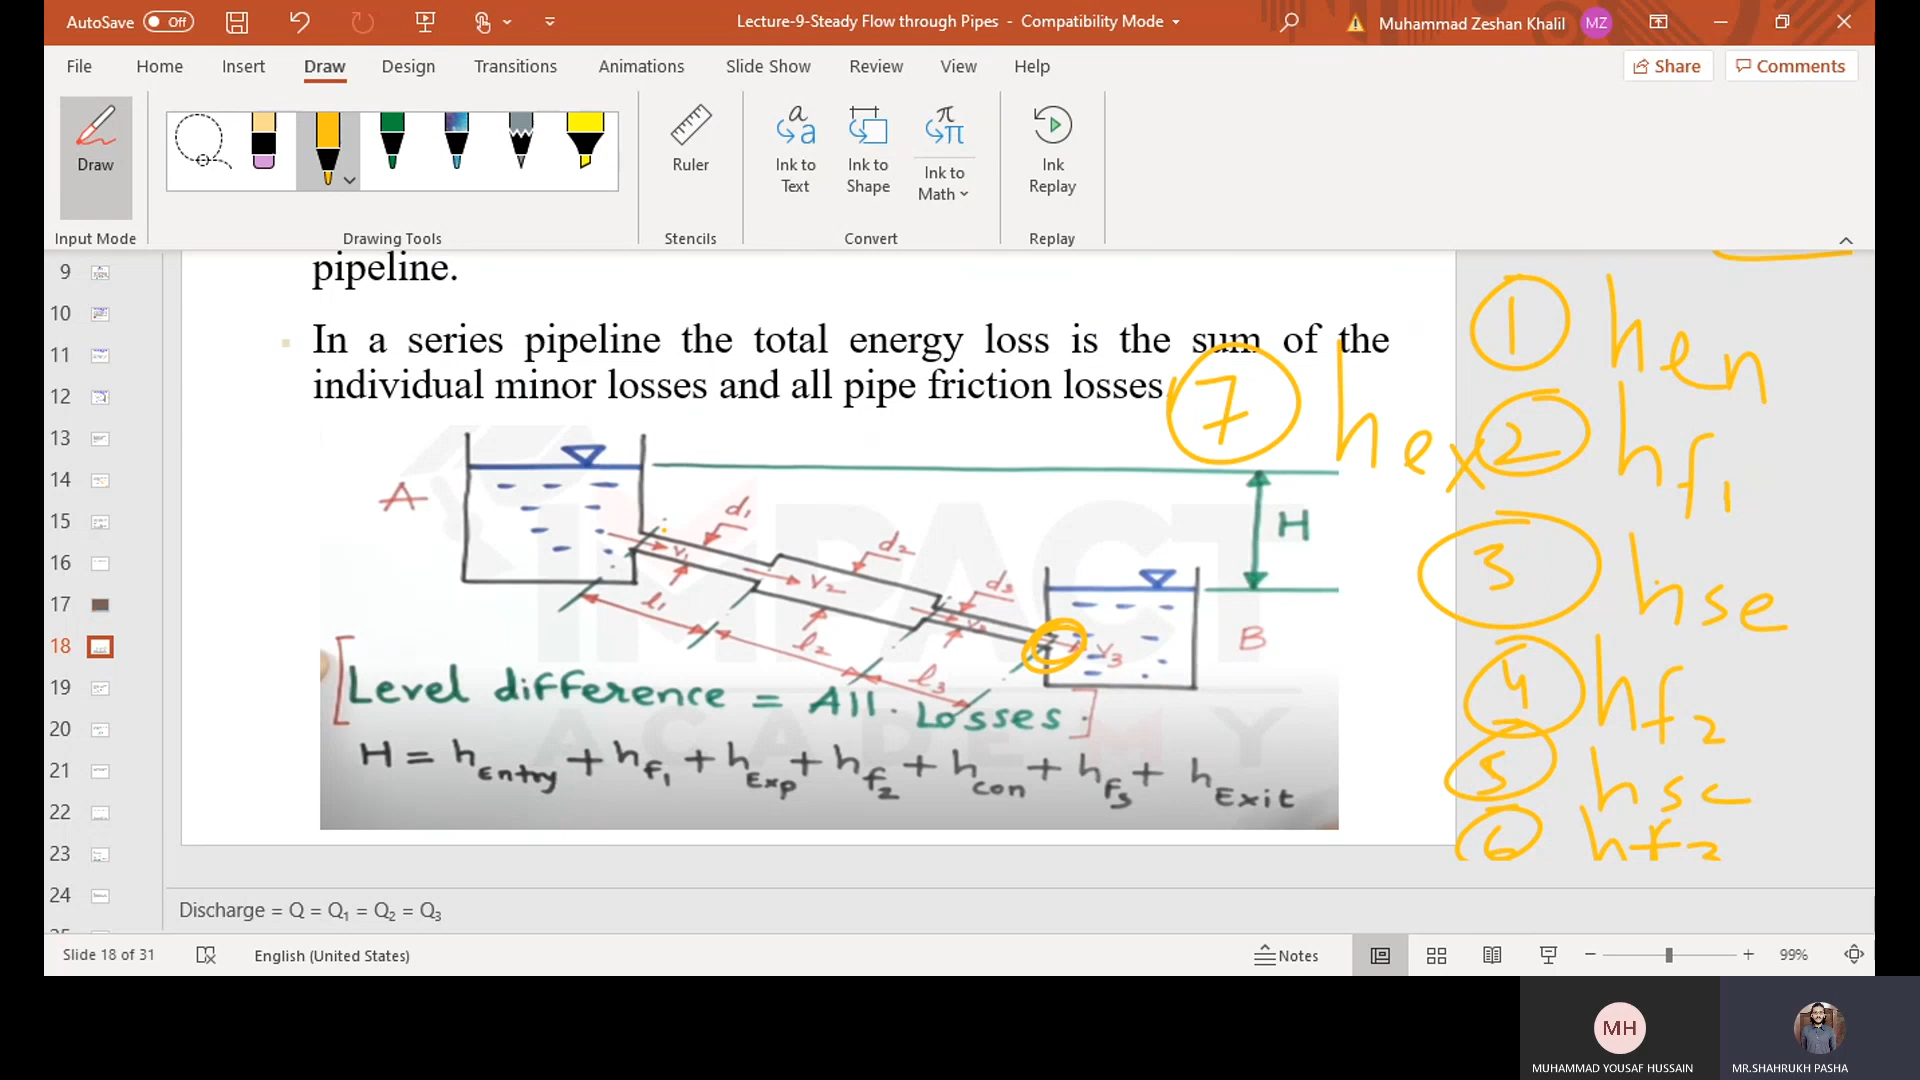 AutoSave Off
Lecture-9-Steady Flow through Pipes - Compatibility Mode
Muhammad Zeshan Khalil MZ
File Home Insert Draw Design Transitions Animations Slide Show Review View Help
Share Comments
Draw
Ruler
Ink to Text
Ink to Shape
Ink to Math
Ink Replay
Input Mode Drawing Tools Stencils Convert Replay
9
10
11
12
13
14
15
16
17
18
19
20
21
22
23
24
pipeline.
In a series pipeline the total energy loss is the sum of the
individual minor losses and all pipe friction losses
7 hex
A
d1
d2
d3
V1
V2
V3
l1
l2
l3
H
B
IMPACT
ACADEMY
[Level difference = All. Losses.]
H = hEntry + hf1 + hExp + hf2 + hcon + hf3 + hExit
1 hen
2 hf1
3 hse
4 hf2
5 hsc
6 hf3
Discharge = Q = Q₁ = Q₂ = Q₃
Slide 18 of 31 English (United States) Notes 99%
MH
MUHAMMAD YOUSAF HUSSAIN
MR.SHAHRUKH PASHA